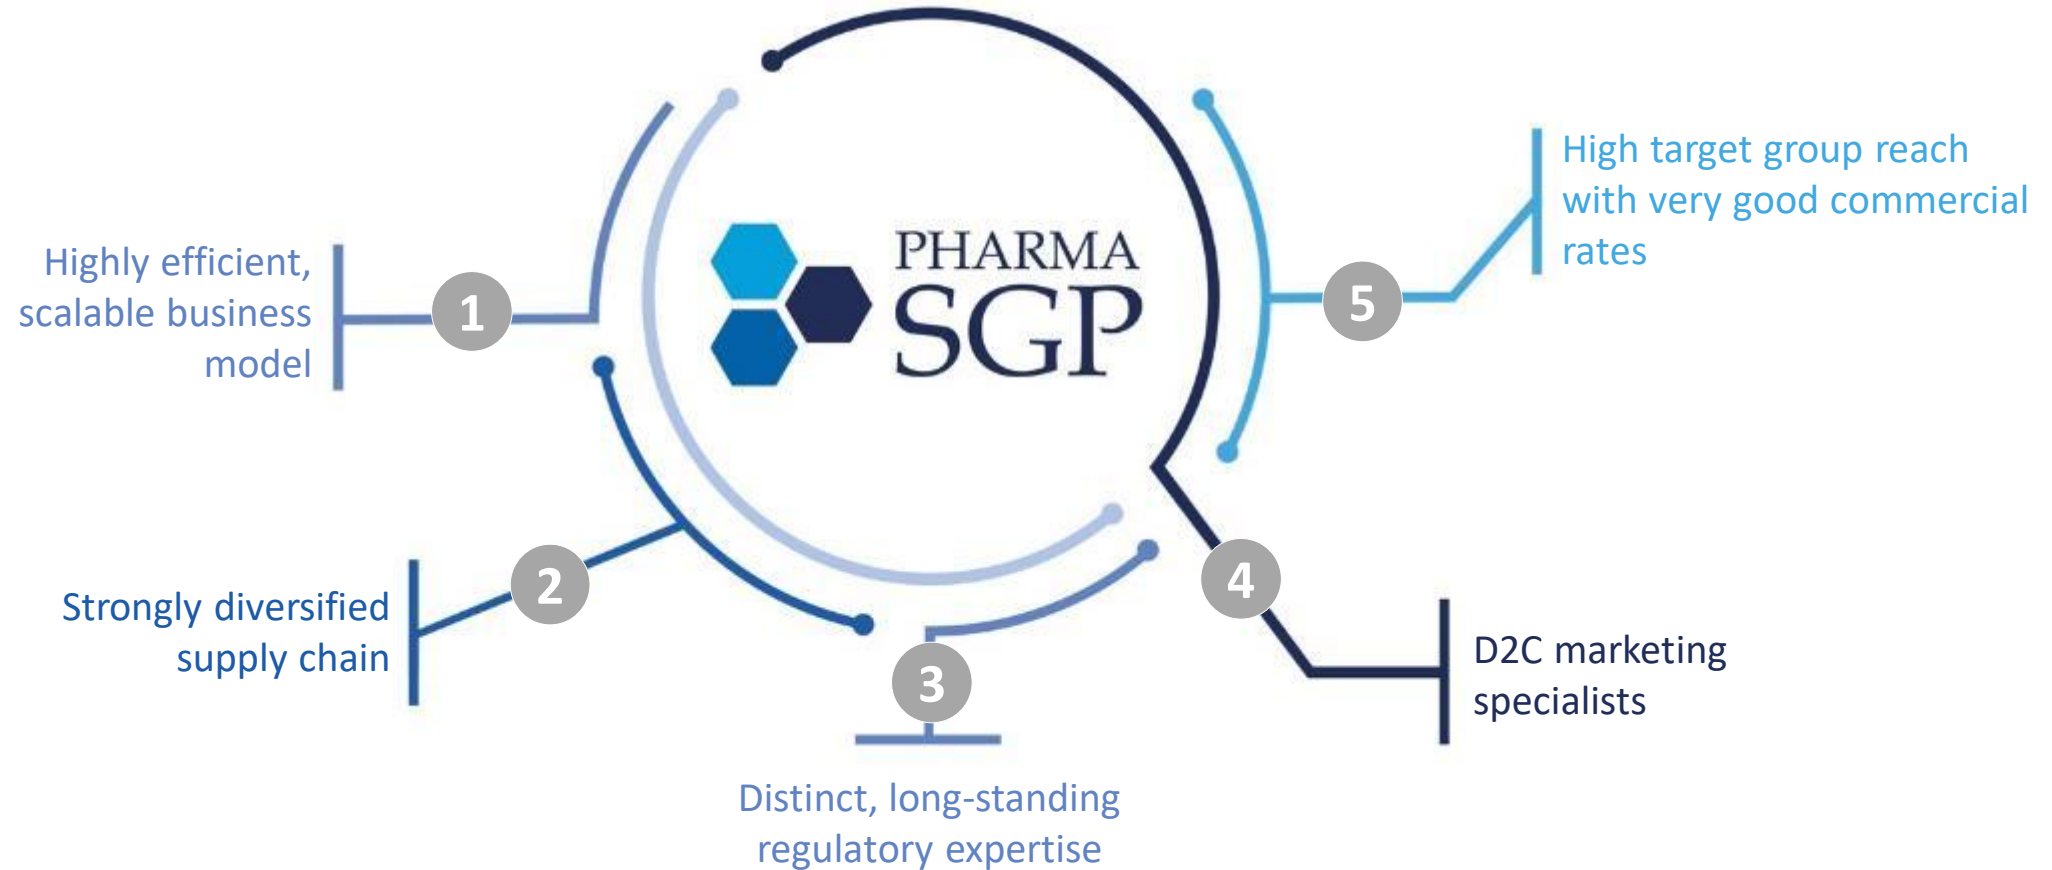 PHARMA
SGP
1
Highly efficient,
scalable business
model
2
Strongly diversified
supply chain
3
Distinct, long-standing
regulatory expertise
4
D2C marketing
specialists
5
High target group reach
with very good commercial
rates